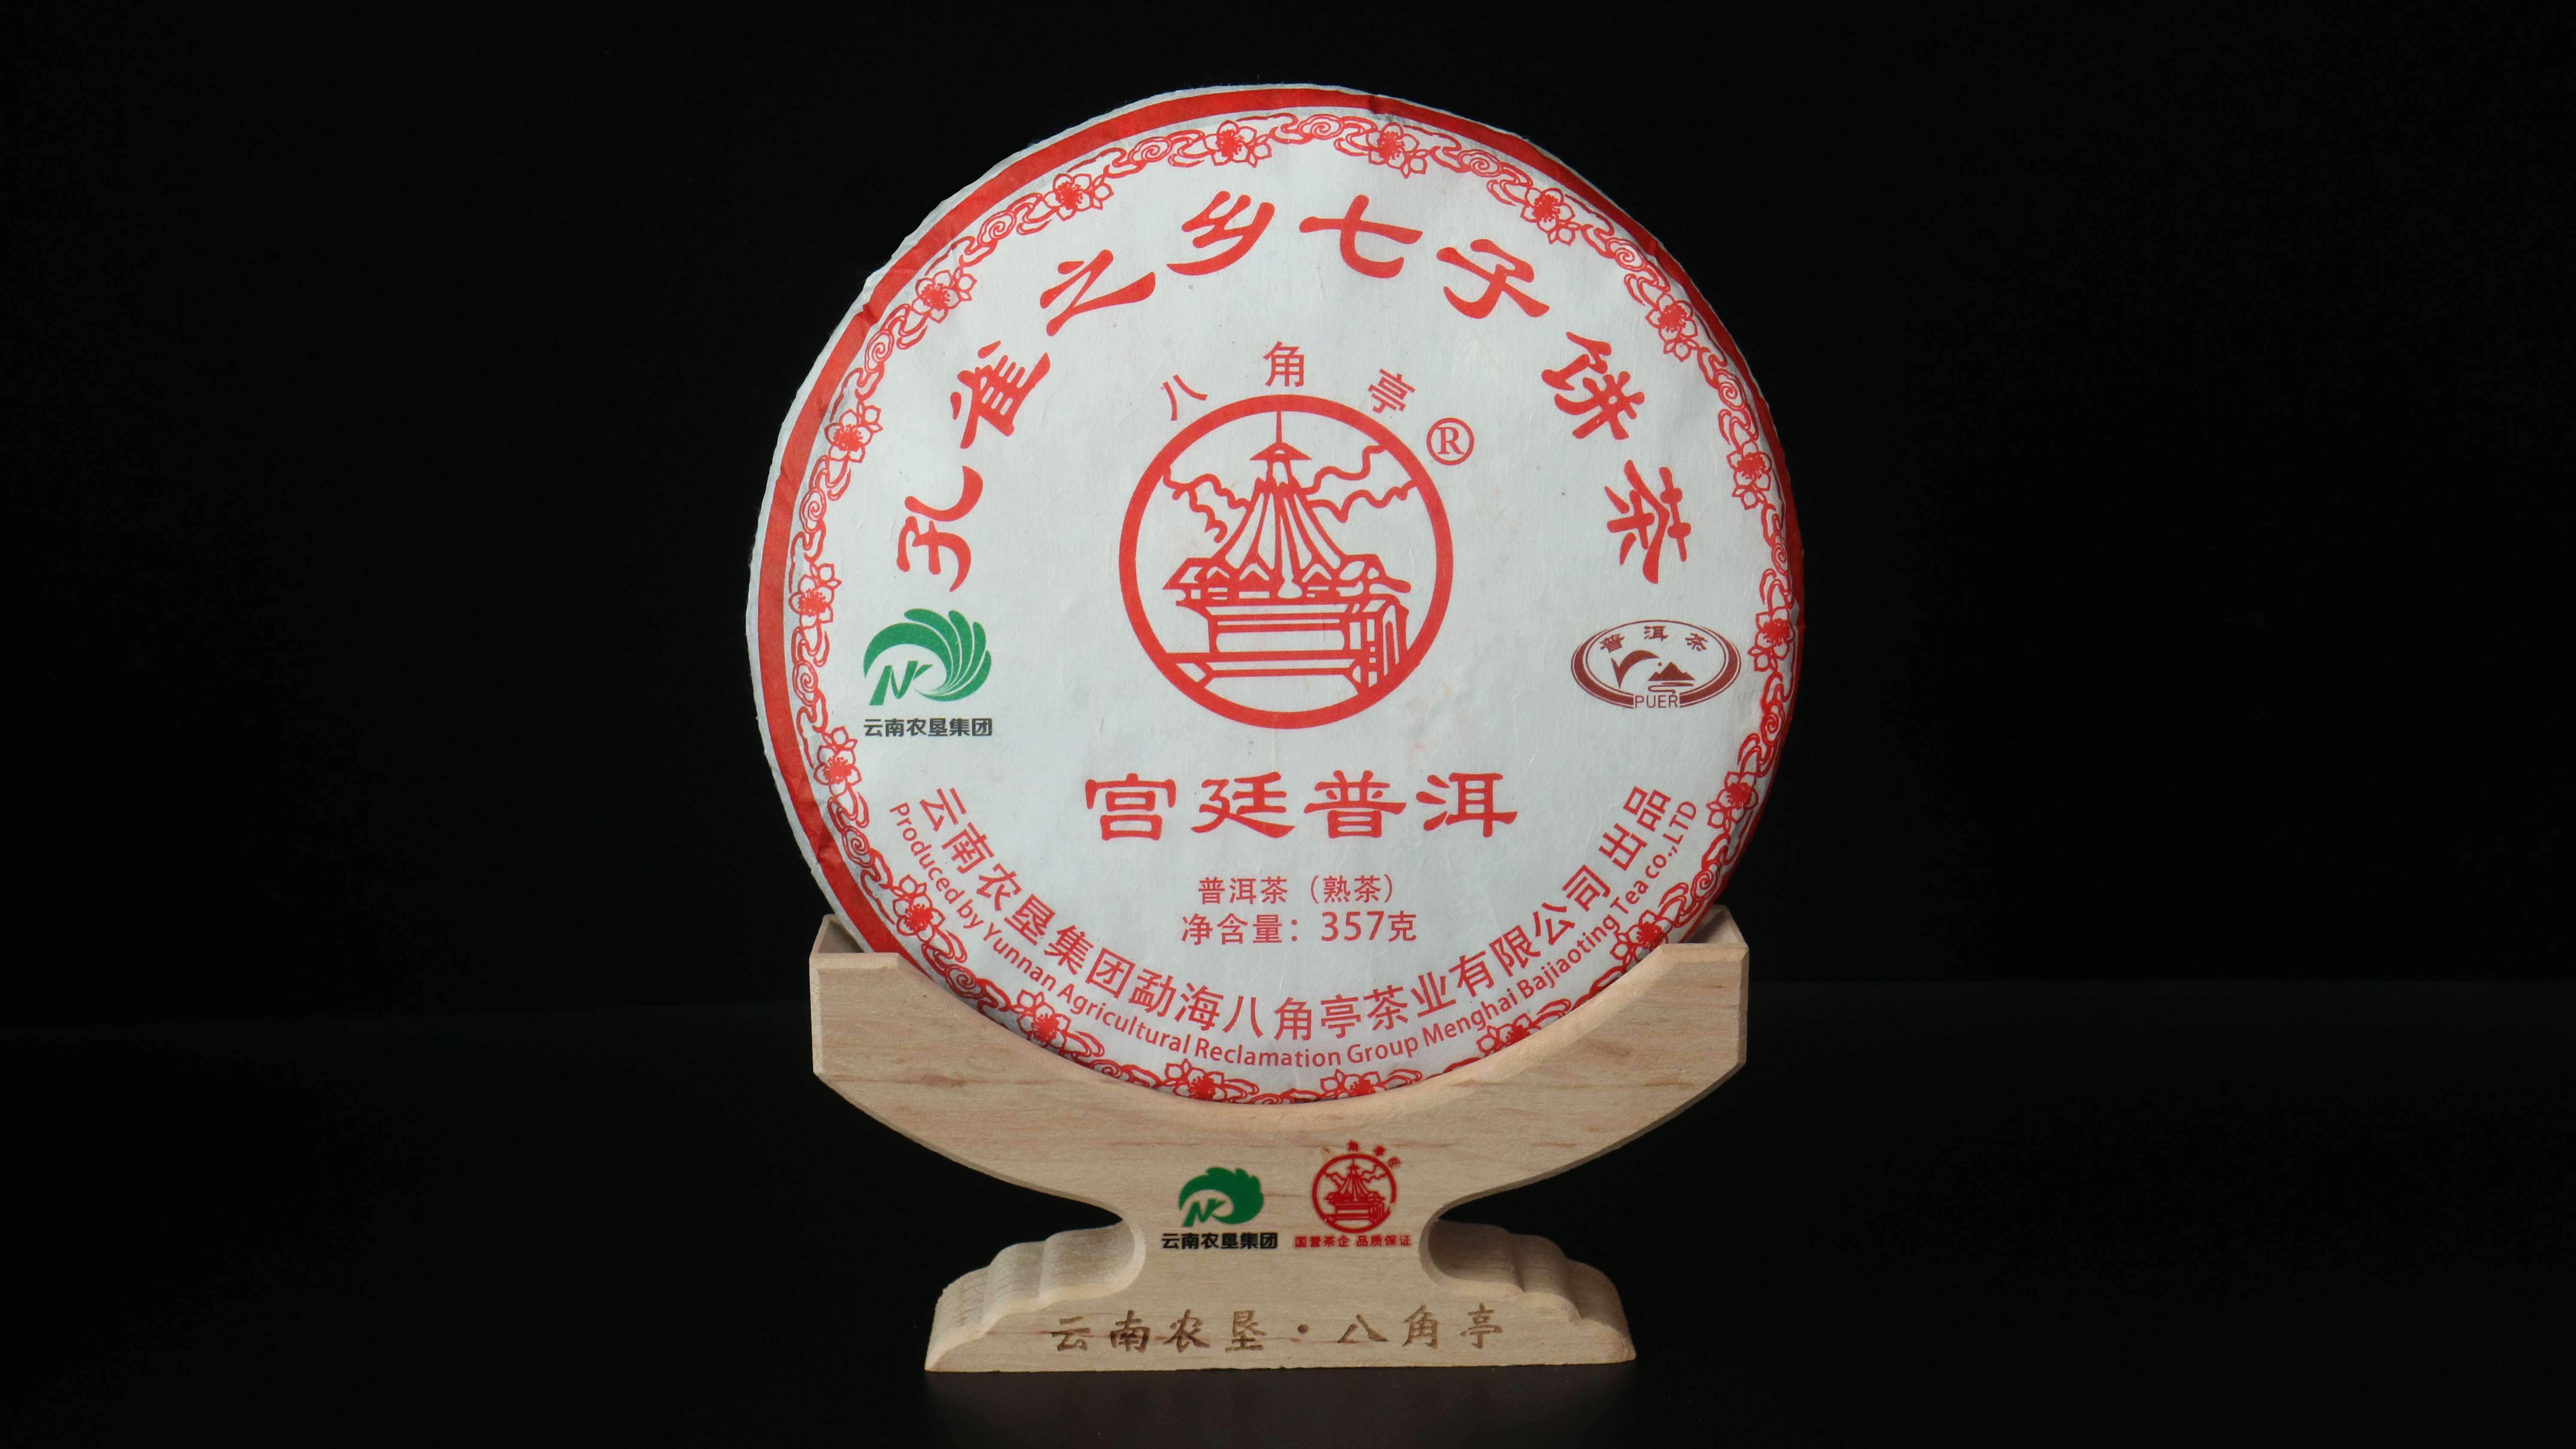 孔雀之乡七子饼茶
八角亭
®
云南农垦集团
普洱茶
PUER
宫廷普洱
普洱茶（熟茶）
净含量：357克
云南农垦集团勐海八角亭茶业有限公司 出品
Produced by Yunnan Agricultural Reclamation Group Menghai Bajiaoting Tea co.,LTD
八角亭
云南农垦集团
国营茶企 品质保证
云南农垦·八角亭